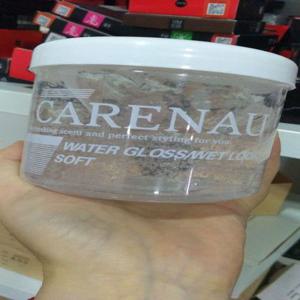 CARENAU
scent and perfect styling for you
WATER GLOSS/WET LOOK
SOFT